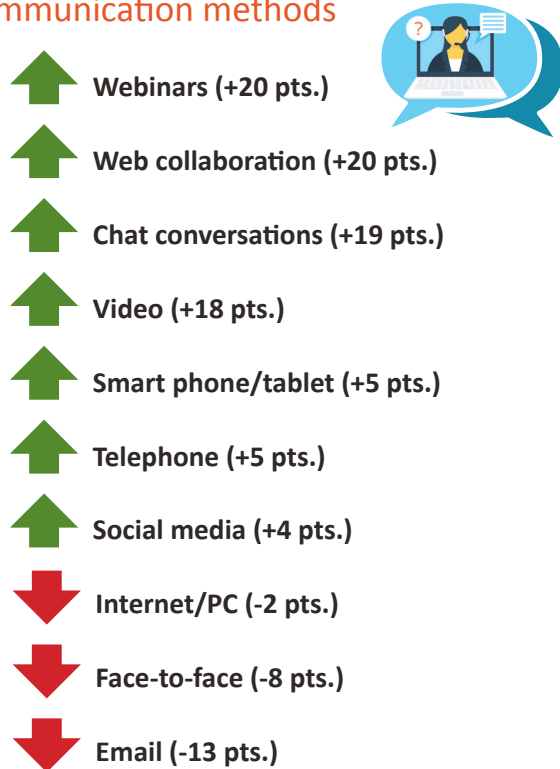 mmunication methods
?
Webinars (+20 pts.)
Web collaboration (+20 pts.)
Chat conversations (+19 pts.)
Video (+18 pts.)
Smart phone/tablet (+5 pts.)
Telephone (+5 pts.)
Social media (+4 pts.)
Internet/PC (-2 pts.)
Face-to-face (-8 pts.)
Email (-13 pts.)